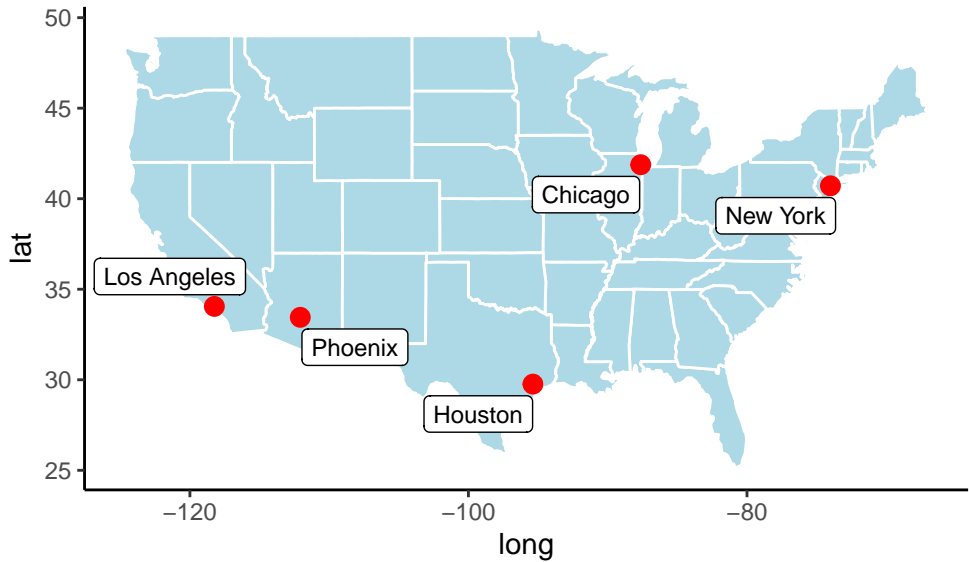 50
45
40
35
30
25
lat
Chicago
New York
Los Angeles
Phoenix
Houston
−120
−100
−80
long